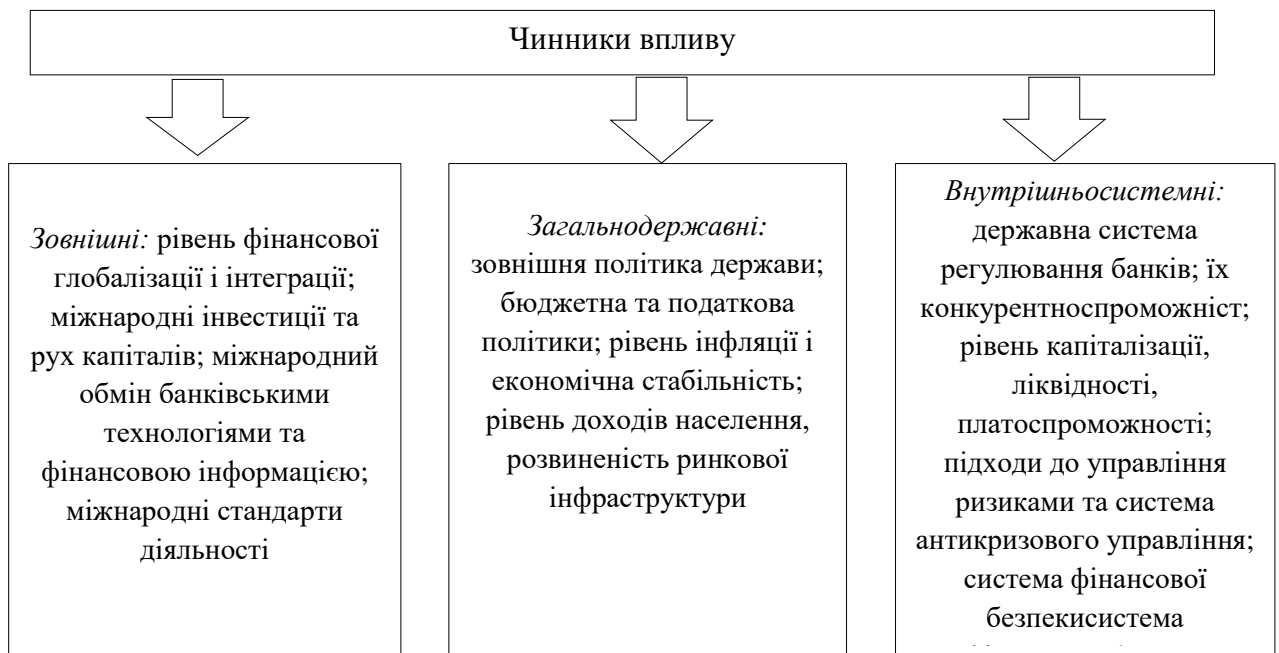 Чинники впливу
Зовнішні: рівень фінансової
глобалізації і інтеграції;
міжнародні інвестиції та
рух капіталів; міжнародний
обмін банківськими
технологіями та
фінансовою інформацією;
міжнародні стандарти
діяльності
Загальнодержавні:
зовнішня політика держави;
бюджетна та податкова
політики; рівень інфляції і
економічна стабільність;
рівень доходів населення,
розвиненість ринкової
інфраструктури
Внутрішньосистемні:
державна система
регулювання банків; їх
конкурентноспроможніст;
рівень капіталізації,
ліквідності,
платоспроможності;
підходи до управління
ризиками та система
антикризового управління;
система фінансової
безпекисистема